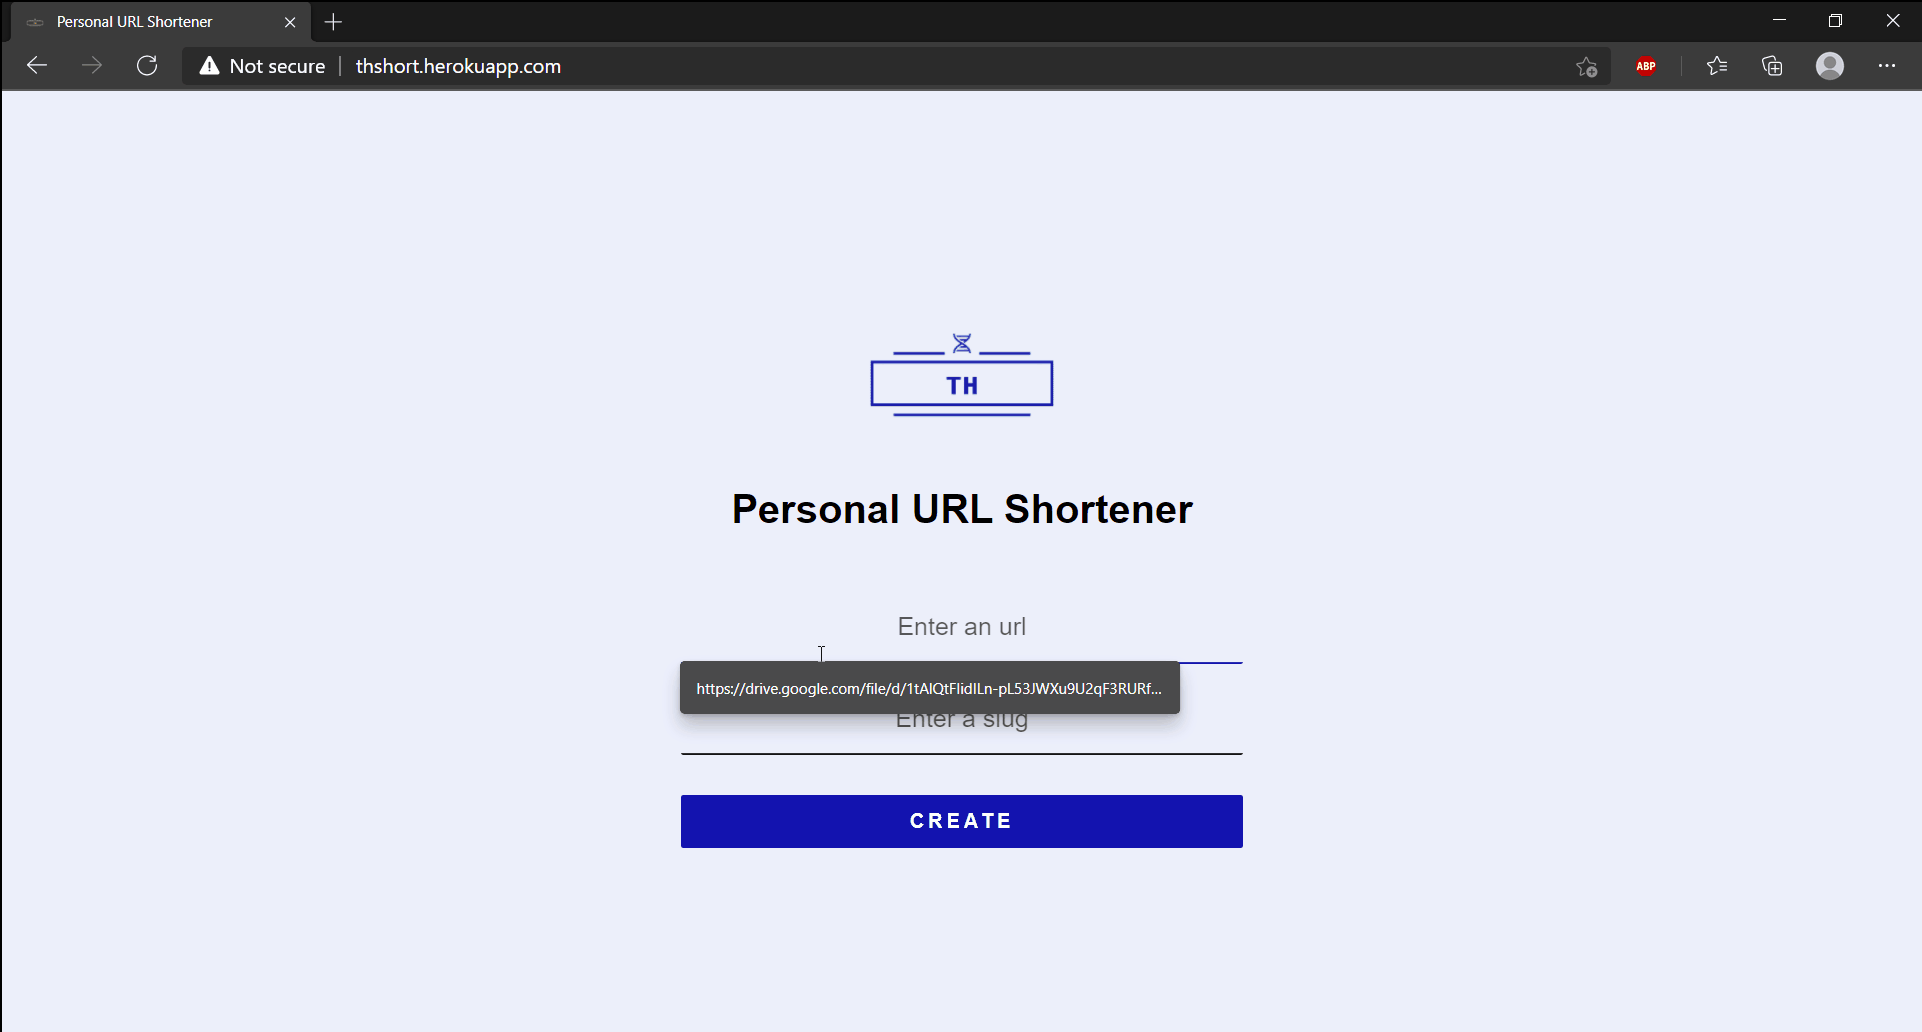 Personal URL Shortener
Not secure thshort.herokuapp.com
ABP
TH
Personal URL Shortener
Enter an url
https://drive.google.com/file/d/1tAlQtFlidlLn-pL53JWXu9U2qF3RURf...
Enter a slug
CREATE